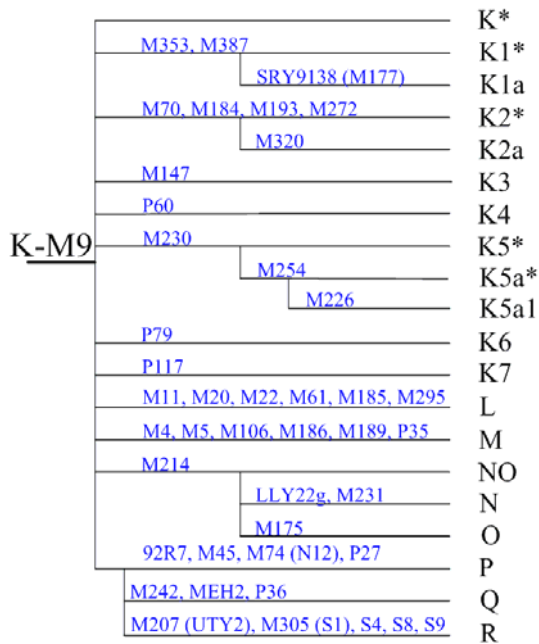 K*
M353, M387 K1*
SRY9138 (M177) K1a
M70, M184, M193, M272 K2*
M320 K2a
M147 K3
P60 K4
K-M9
M230 K5*
M254 K5a*
M226 K5a1
P79 K6
P117 K7
M11, M20, M22, M61, M185, M295 L
M4, M5, M106, M186, M189, P35 M
M214 NO
LLY22g, M231 N
M175 O
92R7, M45, M74 (N12), P27 P
M242, MEH2, P36 Q
M207 (UTY2), M305 (S1), S4, S8, S9 R